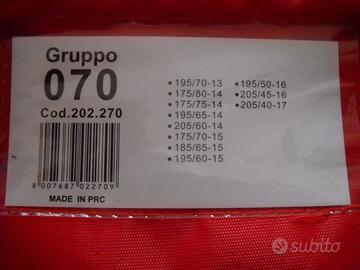 Gruppo
070
Cod.202.270
8 007687 022709
MADE IN PRC
• 195/70-13
• 175/80-14
• 175/75-14
• 195/65-14
• 205/60-14
• 175/70-15
• 185/65-15
• 195/60-15
• 195/50-16
• 205/45-16
• 205/40-17
subito